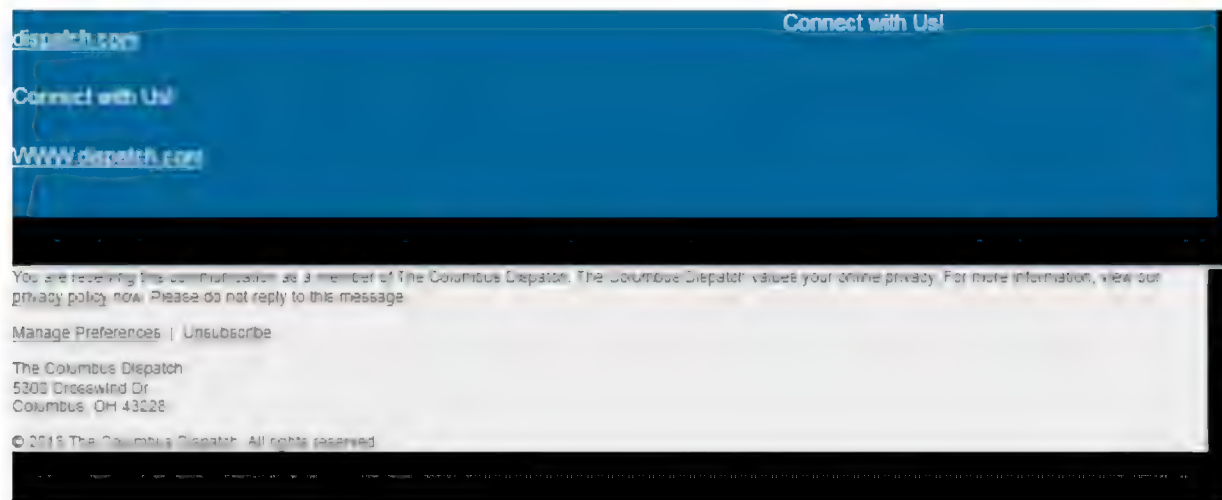 dispatch.com
Connect with Us!
Connect with Us!
WWW.dispatch.com
You are receiving this communication as a member of The Columbus Dispatch. The Columbus Dispatch values your online privacy. For more information, view our
privacy policy now. Please do not reply to this message.
Manage Preferences | Unsubscribe
The Columbus Dispatch
5300 Crosswind Dr
Columbus, OH 43228
The Columbus Dispatch. All rights reserved